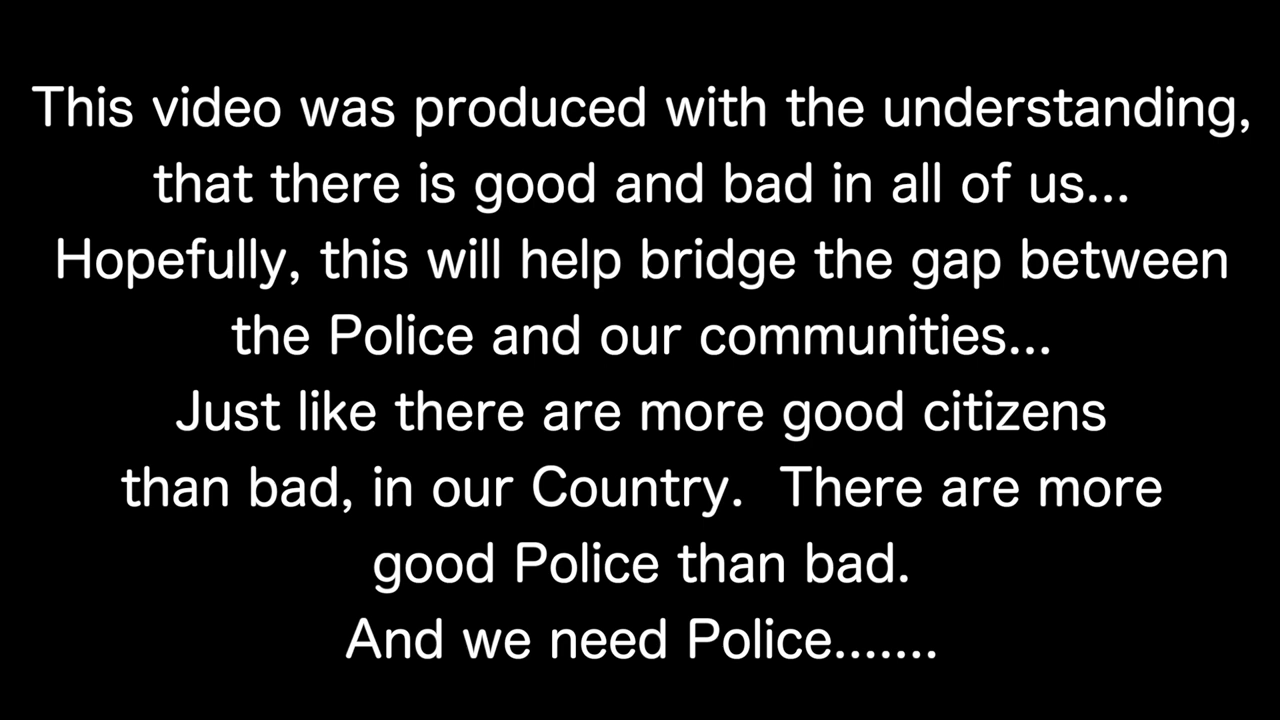 This video was produced with the understanding,
that there is good and bad in all of us...
Hopefully, this will help bridge the gap between
the Police and our communities...
Just like there are more good citizens
than bad, in our Country.  There are more
good Police than bad.
And we need Police.......